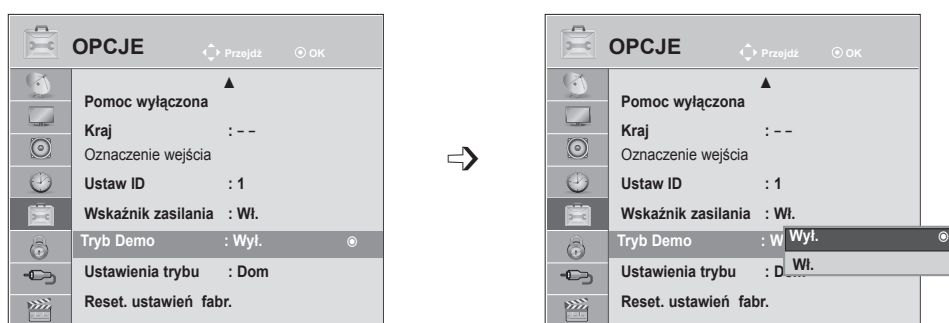 OPCJE Przejdź OK
Pomoc wyłączona
Kraj : – –
Oznaczenie wejścia
Ustaw ID : 1
Wskaźnik zasilania : Wł.
Tryb Demo : Wył.
Ustawienia trybu : Dom
Reset. ustawień fabr.
OPCJE Przejdź OK
Pomoc wyłączona
Kraj : – –
Oznaczenie wejścia
Ustaw ID : 1
Wskaźnik zasilania : Wł.
Tryb Demo : W Wył.
Ustawienia trybu : Dom Wł.
Reset. ustawień fabr.